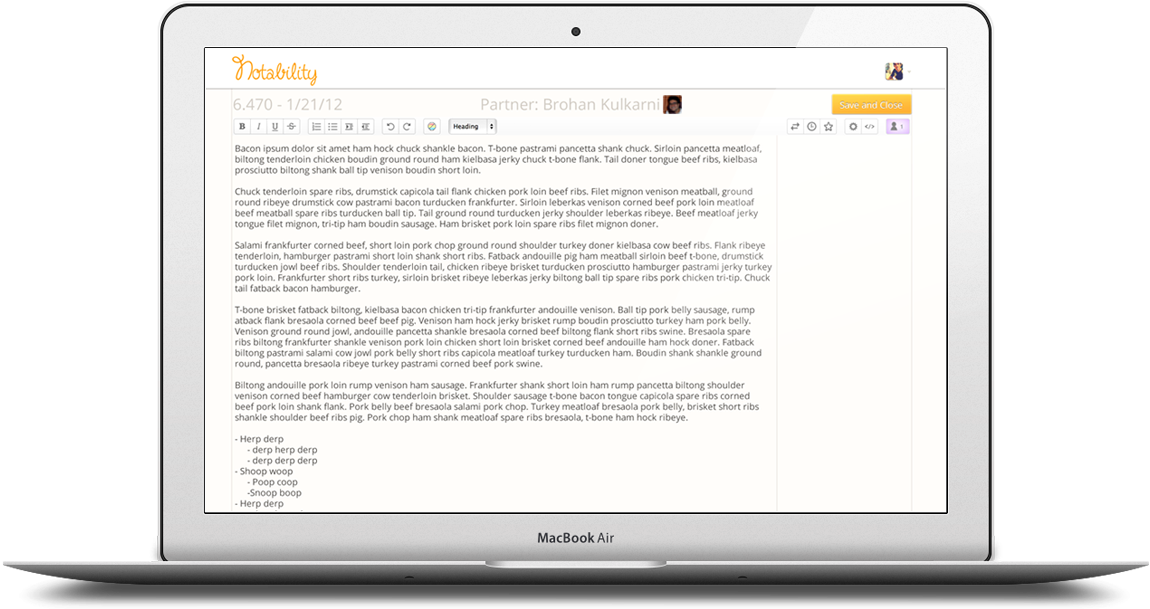 Notability
6.470 - 1/21/12
Partner: Brohan Kulkarni
Save and Close
B I U S
Heading
1
Bacon ipsum dolor sit amet ham hock chuck shankle bacon. T-bone pastrami pancetta shank chuck. Sirloin pancetta meatloaf,
biltong tenderloin chicken boudin ground round ham kielbasa jerky chuck t-bone flank. Tail doner tongue beef ribs, kielbasa
prosciutto biltong shank ball tip venison boudin short loin.
Chuck tenderloin spare ribs, drumstick capicola tail flank chicken pork loin beef ribs. Filet mignon venison meatball, ground
round ribeye drumstick cow pastrami bacon turducken frankfurter. Sirloin leberkas venison corned beef pork loin meatloaf
beef meatball spare ribs turducken ball tip. Tail ground round turducken jerky shoulder leberkas ribeye. Beef meatloaf jerky
tongue filet mignon, tri-tip ham boudin sausage. Ham brisket pork loin spare ribs filet mignon doner.
Salami frankfurter corned beef, short loin pork chop ground round shoulder turkey doner kielbasa cow beef ribs. Flank ribeye
tenderloin, hamburger pastrami short loin shank short ribs. Fatback andouille pig ham meatball sirloin beef t-bone, drumstick
turducken jowl beef ribs. Shoulder tenderloin tail, chicken ribeye brisket turducken prosciutto hamburger pastrami jerky turkey
pork loin. Frankfurter short ribs turkey, sirloin brisket ribeye leberkas jerky biltong ball tip spare ribs pork chicken tri-tip. Chuck
tail fatback bacon hamburger.
T-bone brisket fatback biltong, kielbasa bacon chicken tri-tip frankfurter andouille venison. Ball tip pork belly sausage, rump
atback flank bresaola corned beef beef pig. Venison ham hock jerky brisket rump boudin prosciutto turkey ham pork belly.
Venison ground round jowl, andouille pancetta shankle bresaola corned beef biltong flank short ribs swine. Bresaola spare
ribs biltong frankfurter shankle venison pork loin chicken short loin brisket corned beef andouille ham hock doner. Fatback
biltong pastrami salami cow jowl pork belly short ribs capicola meatloaf turkey turducken ham. Boudin shank shankle ground
round, pancetta bresaola ribeye turkey pastrami corned beef pork swine.
Biltong andouille pork loin rump venison ham sausage. Frankfurter shank short loin ham rump pancetta biltong shoulder
venison corned beef hamburger cow tenderloin brisket. Shoulder sausage t-bone bacon tongue capicola spare ribs corned
beef pork loin shank flank. Pork belly beef bresaola salami pork chop. Turkey meatloaf bresaola pork belly, brisket short ribs
shankle shoulder beef ribs pig. Pork chop ham shank meatloaf spare ribs bresaola, t-bone ham hock ribeye.
- Herp derp
- derp herp derp
- derp derp derp
- Shoop woop
- Poop coop
-Snoop boop
- Herp derp
MacBook Air